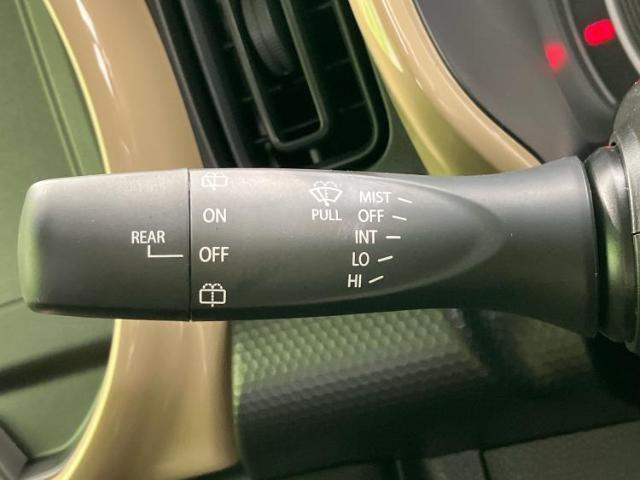 REAR
ON
OFF
PULL
MIST
OFF
INT
LO
HI